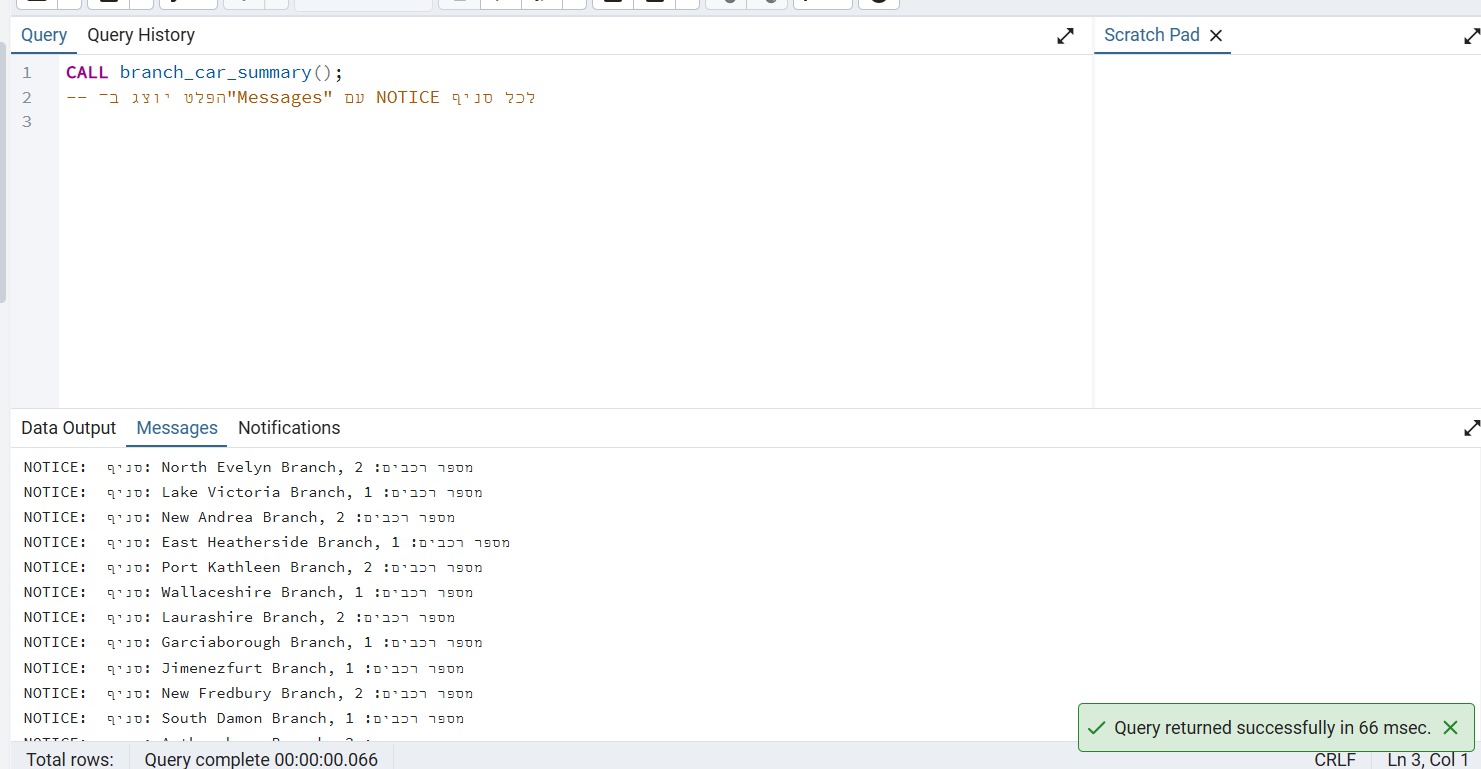 Query
Query History
Scratch Pad
1 CALL branch_car_summary();
2 -- הפלט יוצג ב־"Messages" עם NOTICE לכל סניף
3
Data Output
Messages
Notifications
NOTICE: סניף: North Evelyn Branch, מספר רכבים: 2
NOTICE: סניף: Lake Victoria Branch, מספר רכבים: 1
NOTICE: סניף: New Andrea Branch, מספר רכבים: 2
NOTICE: סניף: East Heatherside Branch, מספר רכבים: 1
NOTICE: סניף: Port Kathleen Branch, מספר רכבים: 2
NOTICE: סניף: Wallaceshire Branch, מספר רכבים: 1
NOTICE: סניף: Laurashire Branch, מספר רכבים: 2
NOTICE: סניף: Garciaborough Branch, מספר רכבים: 1
NOTICE: סניף: Jimenezfurt Branch, מספר רכבים: 1
NOTICE: סניף: New Fredbury Branch, מספר רכבים: 2
NOTICE: סניף: South Damon Branch, מספר רכבים: 1
Query returned successfully in 66 msec.
Total rows:
Query complete 00:00:00.066
CRLF
Ln 3, Col 1